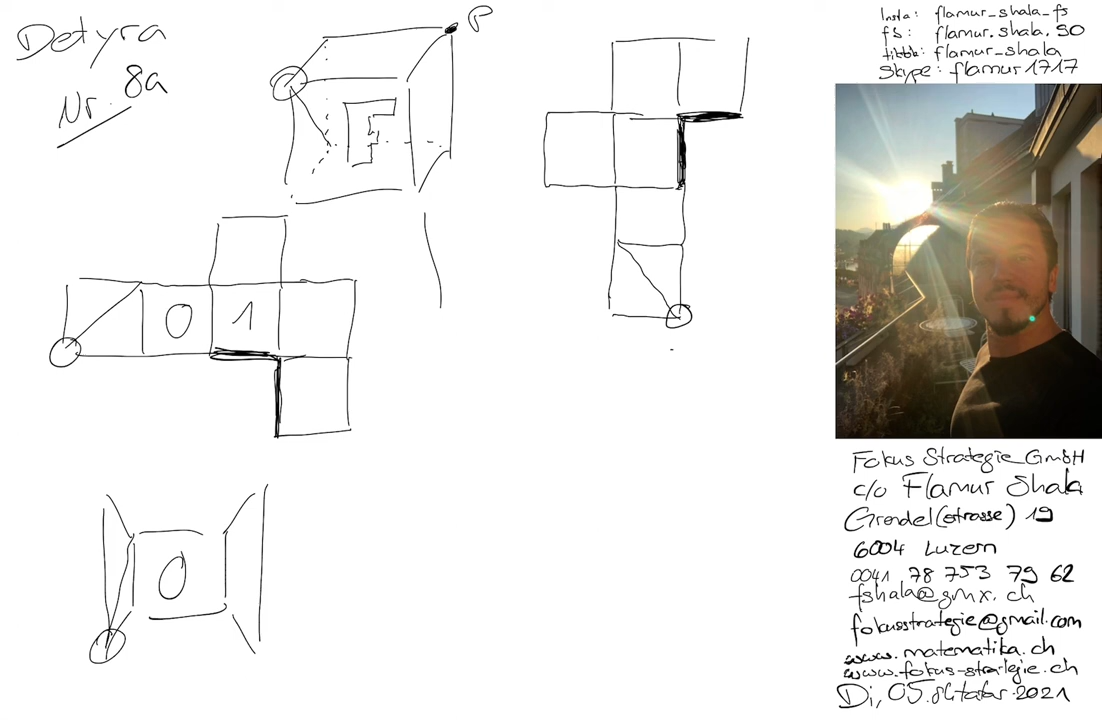 Detyra
Nr. 8a
P
F
0 1
0
Insta: flamur_shala_fs
fb: flamur.shala.90
tiktok: flamur_shala
Skype: flamur1717
Fokus Strategie GmbH
c/o Flamur Shala
Grendel(strasse) 19
6004 Luzern
0041 78 753 79 62
fshala@gmx.ch
fokusstrategie@gmail.com
www.matematika.ch
www.fokus-strategie.ch
Di, 05. Oktober 2021